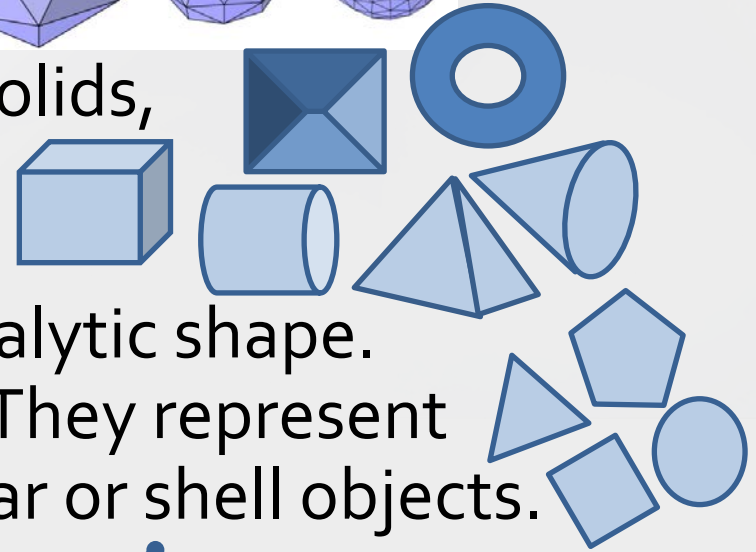 olids,
alytic shape.
They represent
ar or shell objects.